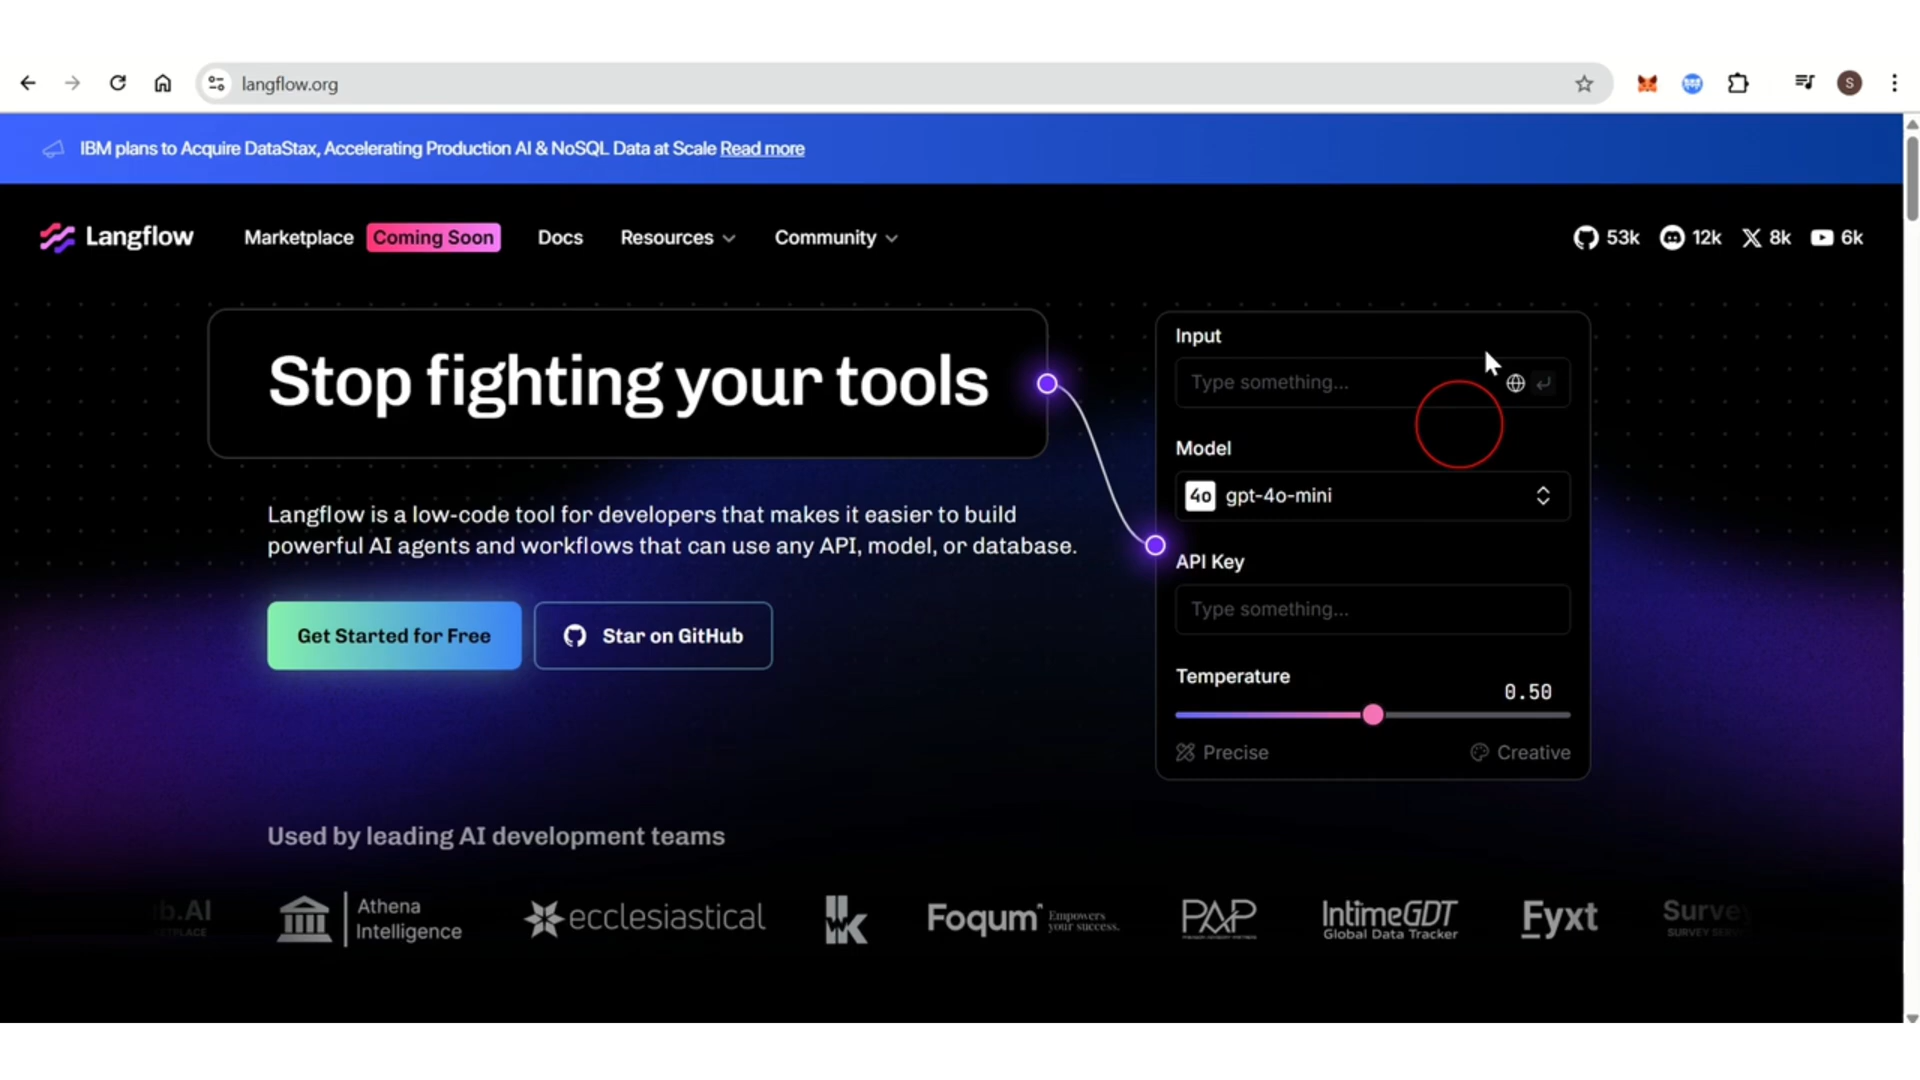 langflow.org
S
IBM plans to Acquire DataStax, Accelerating Production AI & NoSQL Data at Scale Read more
Langflow
Marketplace Coming Soon Docs Resources Community
53k 12k 8k 6k
Stop fighting your tools
Langflow is a low-code tool for developers that makes it easier to build
powerful AI agents and workflows that can use any API, model, or database.
Get Started for Free
Star on GitHub
Input
Type something...
Model
4o gpt-4o-mini
API Key
Type something...
Temperature
0.50
Precise Creative
Used by leading AI development teams
b.AI
Athena
Intelligence
ecclesiastical
Foqum Empowers
your success.
PAP
IntimeGDT
Global Data Tracker
Fyxt
Survey